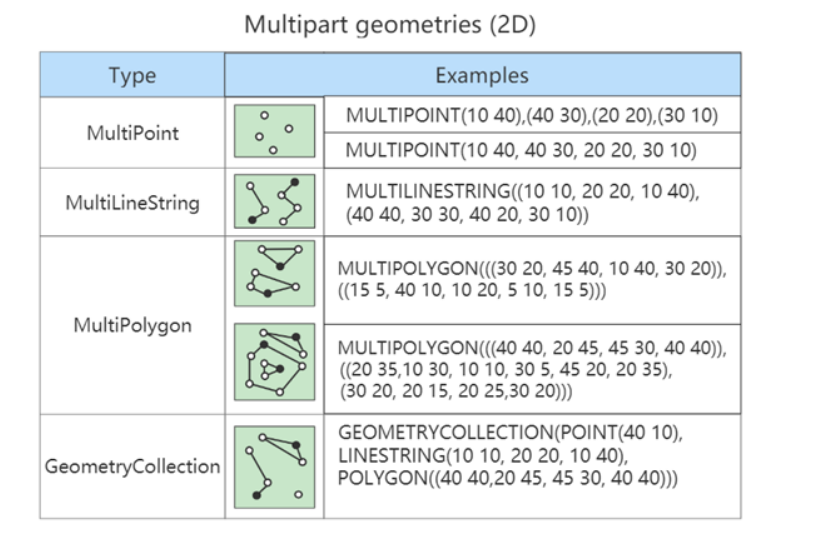 Multipart geometries (2D)
Type
Examples
MultiPoint
MULTIPOINT(10 40),(40 30),(20 20),(30 10)
MULTIPOINT(10 40, 40 30, 20 20, 30 10)
MultiLineString
MULTILINESTRING((10 10, 20 20, 10 40),
(40 40, 30 30, 40 20, 30 10))
MultiPolygon
MULTIPOLYGON(((30 20, 45 40, 10 40, 30 20)),
((15 5, 40 10, 10 20, 5 10, 15 5)))
MULTIPOLYGON(((40 40, 20 45, 45 30, 40 40)),
((20 35,10 30, 10 10, 30 5, 45 20, 20 35),
(30 20, 20 15, 20 25,30 20)))
GeometryCollection
GEOMETRYCOLLECTION(POINT(40 10),
LINESTRING(10 10, 20 20, 10 40),
POLYGON((40 40,20 45, 45 30, 40 40)))